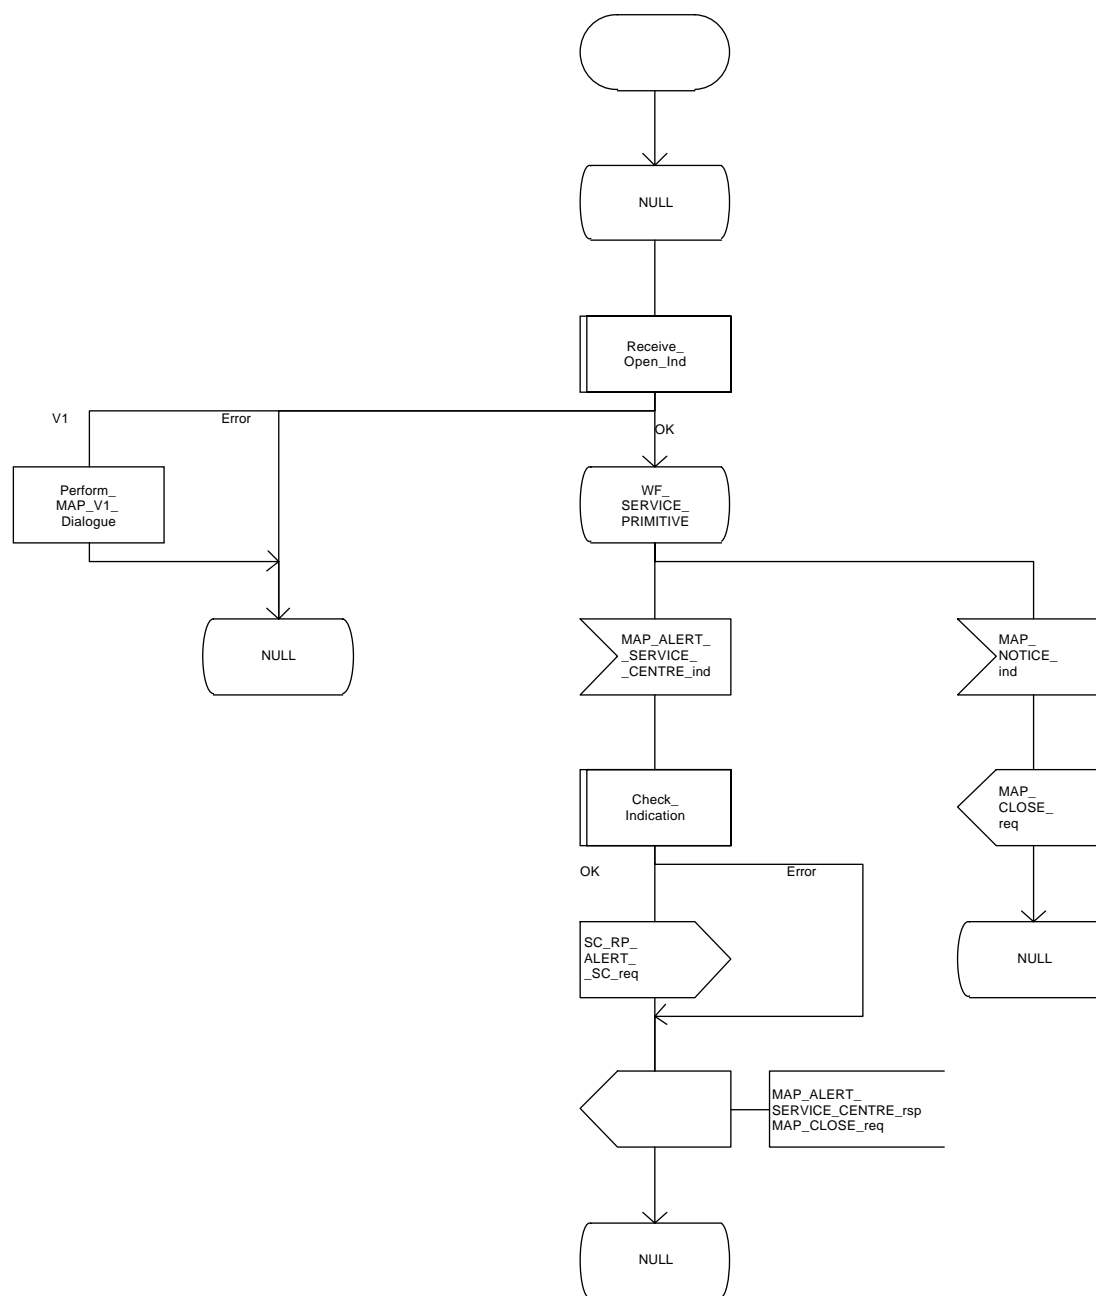 NULL
Receive_
Open_Ind
V1
Error
OK
Perform_
MAP_V1_
Dialogue
WF_
SERVICE_
PRIMITIVE
NULL
MAP_ALERT_
_SERVICE_
_CENTRE_ind
MAP_
NOTICE_
ind
Check_
Indication
MAP_
CLOSE_
req
OK
Error
SC_RP_
ALERT_
_SC_req
NULL
MAP_ALERT_
SERVICE_CENTRE_rsp
MAP_CLOSE_req
NULL